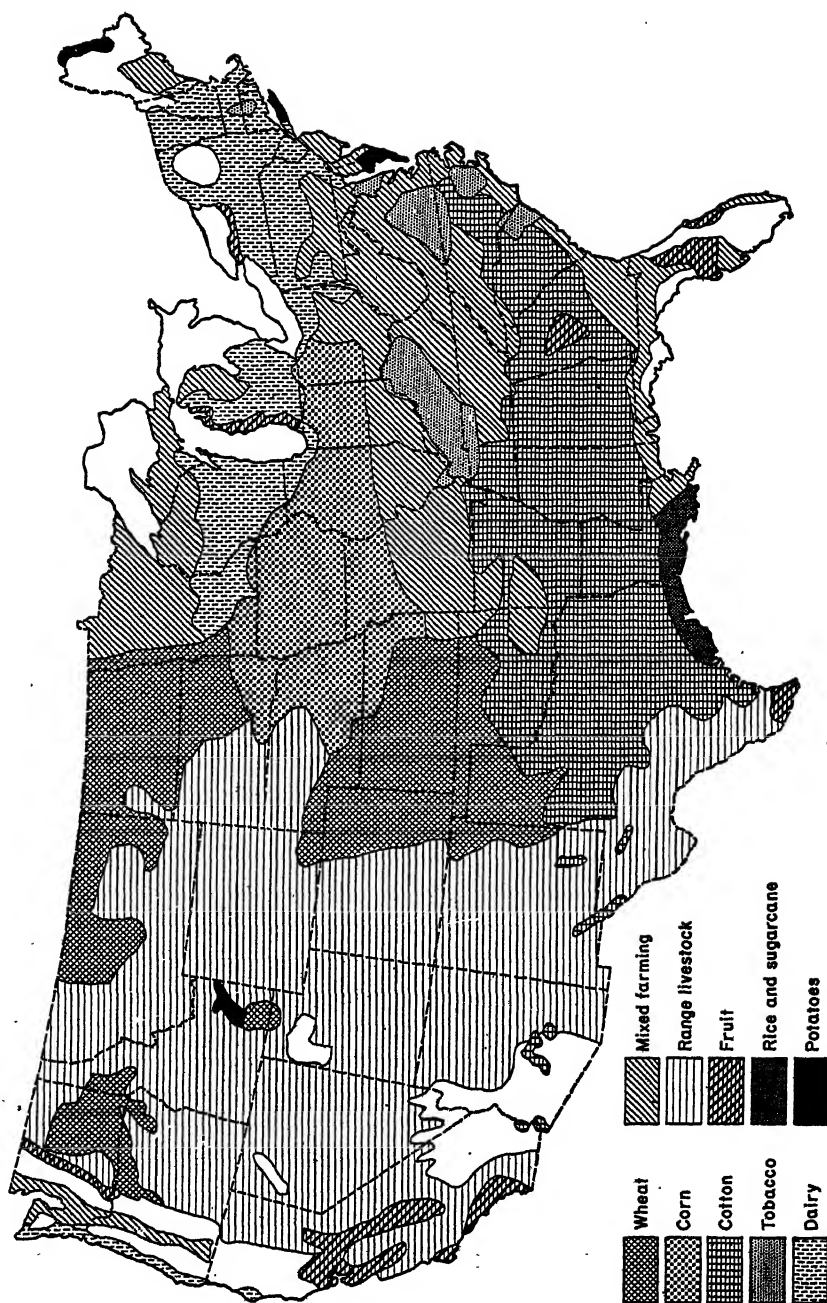 Wheat
Corn
Cotton
Tobacco
Dairy
Mixed farming
Range livestock
Fruit
Rice and sugarcane
Potatoes